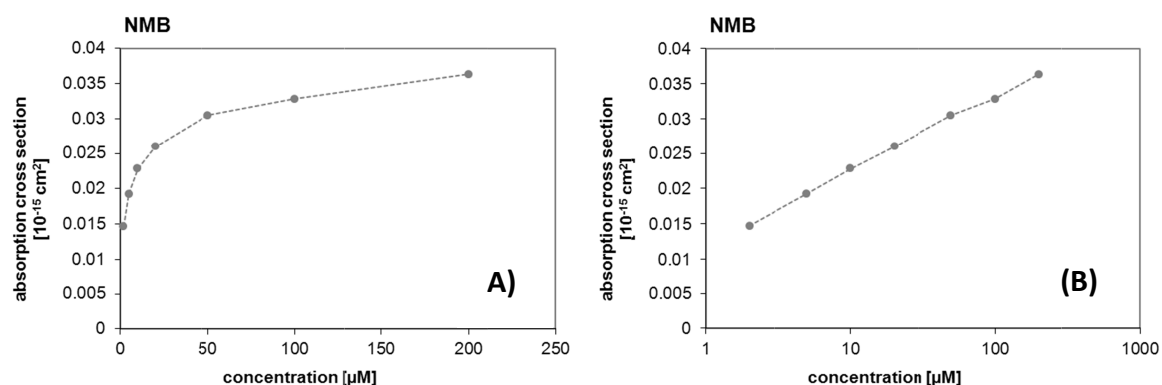 NMB
0.04
0.035
0.03
0.025
0.02
0.015
0.01
0.005
0
absorption cross section
[10⁻¹⁵ cm²]
0 50 100 150 200 250
concentration [µM]
A)
NMB
0.04
0.035
0.03
0.025
0.02
0.015
0.01
0.005
0
absorption cross section
[10⁻¹⁵ cm²]
1 10 100 1000
concentration [µM]
(B)